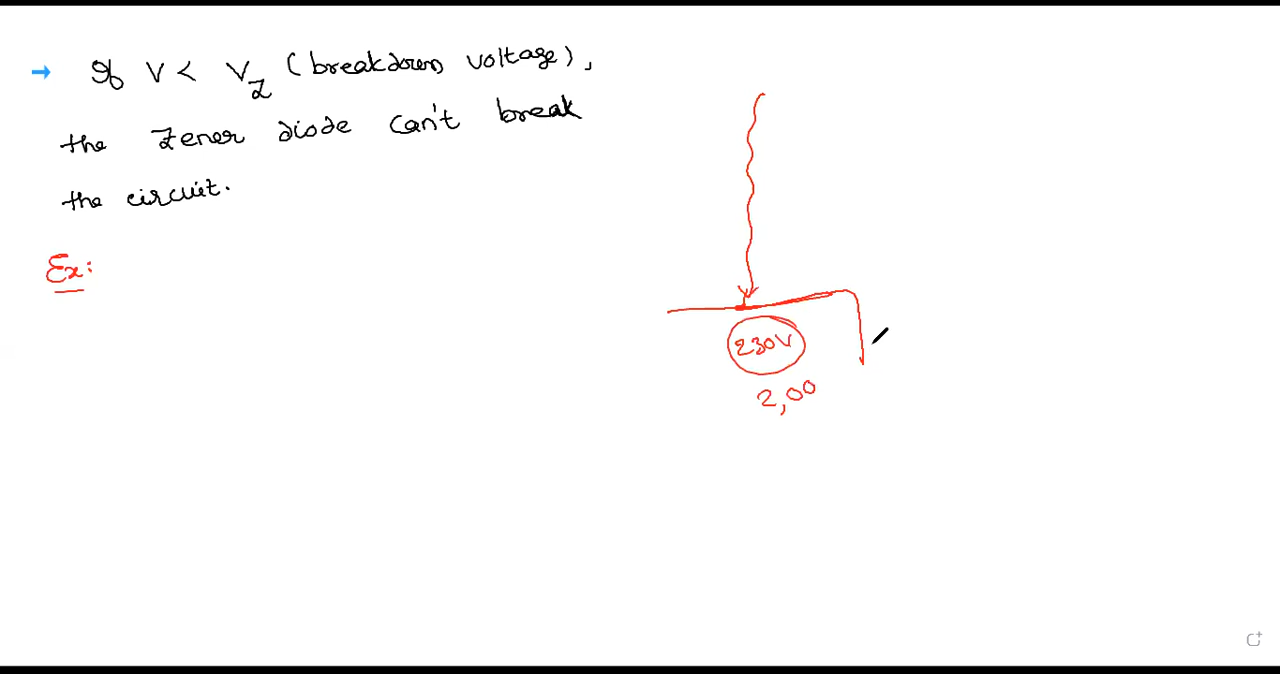 → If V < VZ (breakdown voltage),
the Zener diode can't break
the circuit.
Ex:
230V
2,00